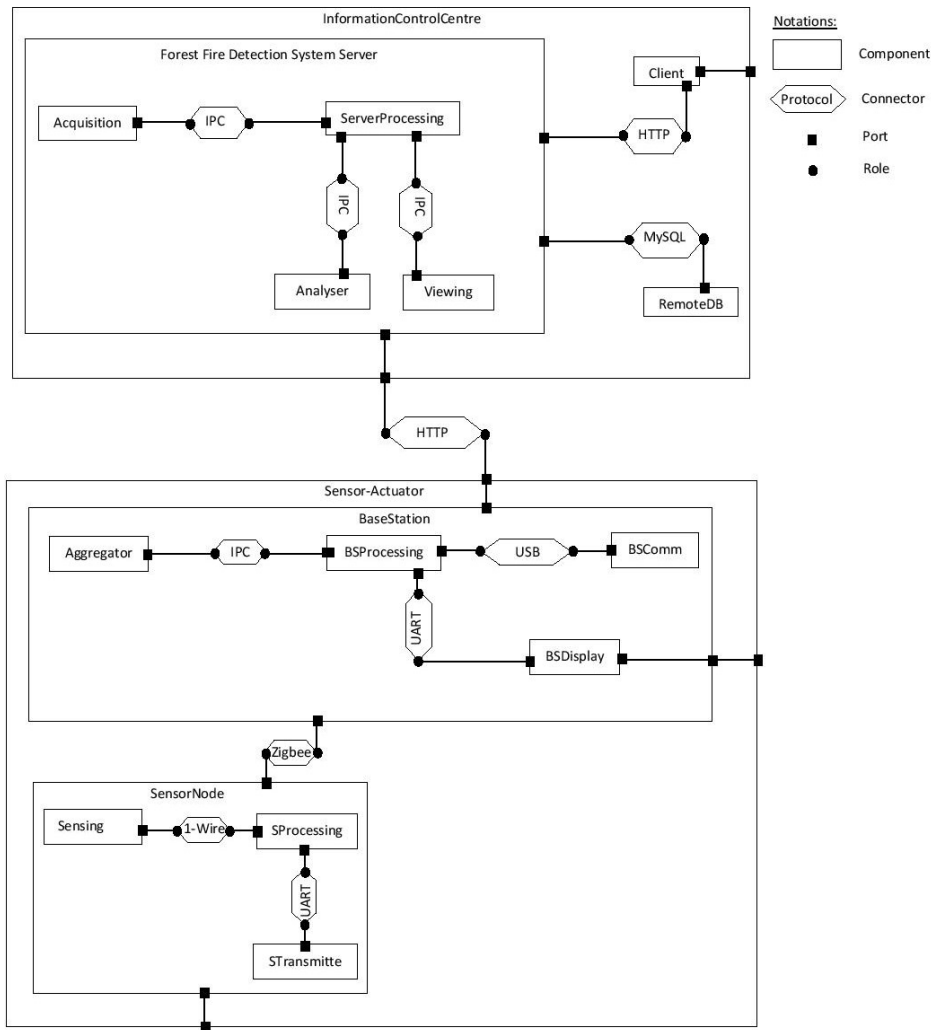 InformationControlCentre
Forest Fire Detection System Server
Acquisition
IPC
ServerProcessing
IPC
IPC
Analyser
Viewing
Client
HTTP
MySQL
RemoteDB
Notations:
Component
Protocol
Connector
Port
Role
HTTP
Sensor-Actuator
BaseStation
Aggregator
IPC
BSProcessing
USB
BSComm
UART
BSDisplay
Zigbee
SensorNode
Sensing
1-Wire
SProcessing
UART
STransmitte